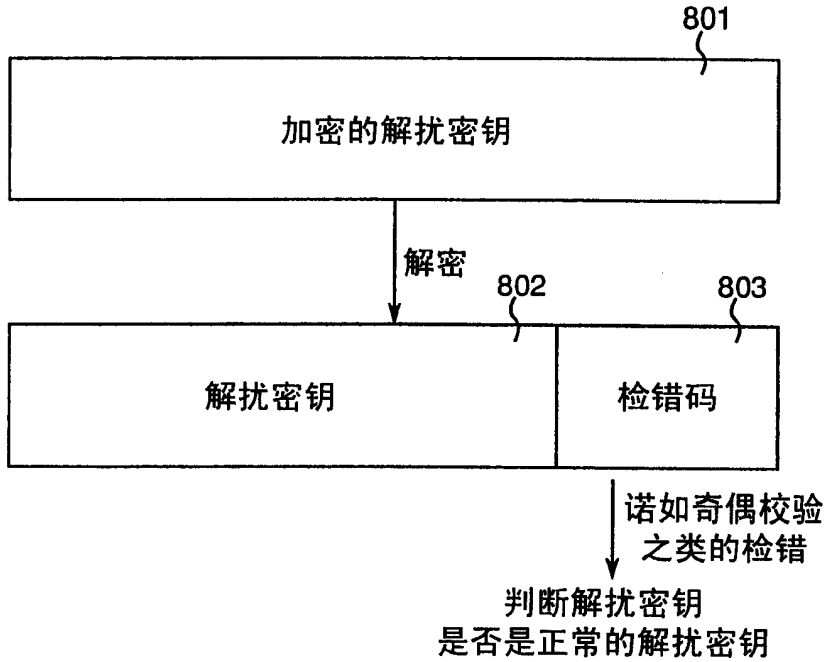 801
加密的解扰密钥
解密
802
803
解扰密钥
检错码
诺如奇偶校验
之类的检错
判断解扰密钥
是否是正常的解扰密钥